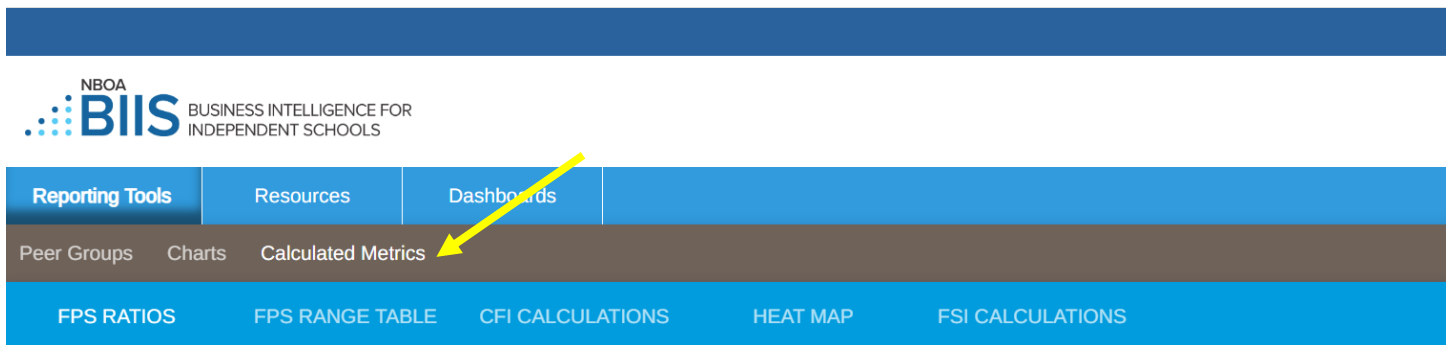 NBOA
BIIS BUSINESS INTELLIGENCE FOR
INDEPENDENT SCHOOLS
Reporting Tools Resources Dashboards
Peer Groups Charts Calculated Metrics
FPS RATIOS FPS RANGE TABLE CFI CALCULATIONS HEAT MAP FSI CALCULATIONS